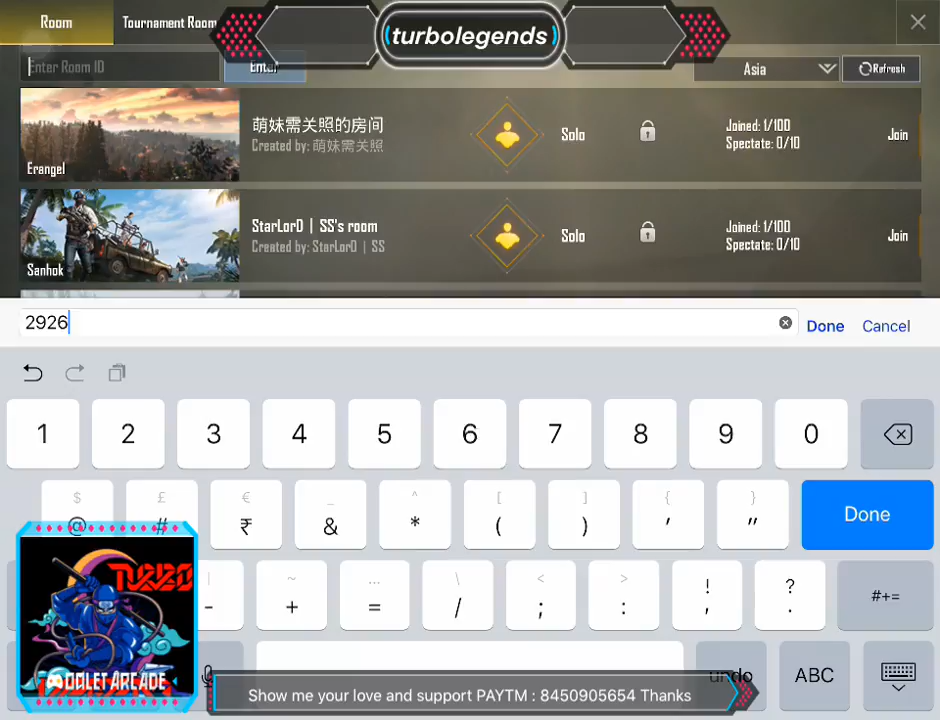 Room
Tournament Room
turbolegends
Enter Room ID
Enter
Asia
Refresh
萌妹需关照的房间
Created by: 萌妹需关照
Solo
Joined: 1/100
Spectate: 0/10
Join
Erangel
StarLorD | SS's room
Created by: StarLorD | SS
Solo
Joined: 1/100
Spectate: 0/10
Join
Sanhok
2926
Done
Cancel
1 2 3 4 5 6 7 8 9 0
$ £ € _ ^ [ ] { }
@ # ₹ & * ( ) ' "
Done
| ~ … \ < > ! ?
- + = / ; : , .
#+=
TURBO
OOLET ARCADE
undo
ABC
Show me your love and support PAYTM : 8450905654 Thanks